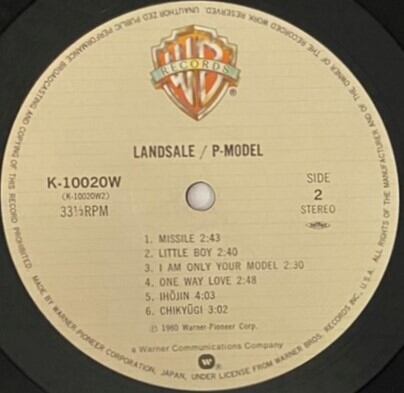 UNAUTHORIZED PUBLIC PERFORMANCE, BROADCASTING AND COPYING OF THIS RECORD PROHIBITED. ALL RIGHTS OF THE MANUFACTURER AND OF THE OWNER OF THE RECORDED WORK RESERVED.
WB
RECORDS
LANDSALE / P-MODEL
K-10020W
(K-10020W2)
33⅓RPM
SIDE
2
STEREO
1. MISSILE 2:43
2. LITTLE BOY 2:40
3. I AM ONLY YOUR MODEL 2:30
4. ONE WAY LOVE 2:48
5. IHŌJIN 4:03
6. CHIKYŪGI 3:02
Ⓟ 1980 Warner-Pioneer Corp.
a Warner Communications Company
MADE BY WARNER-PIONEER CORPORATION, JAPAN, UNDER LICENSE FROM WARNER BROS. RECORDS INC., U.S.A.